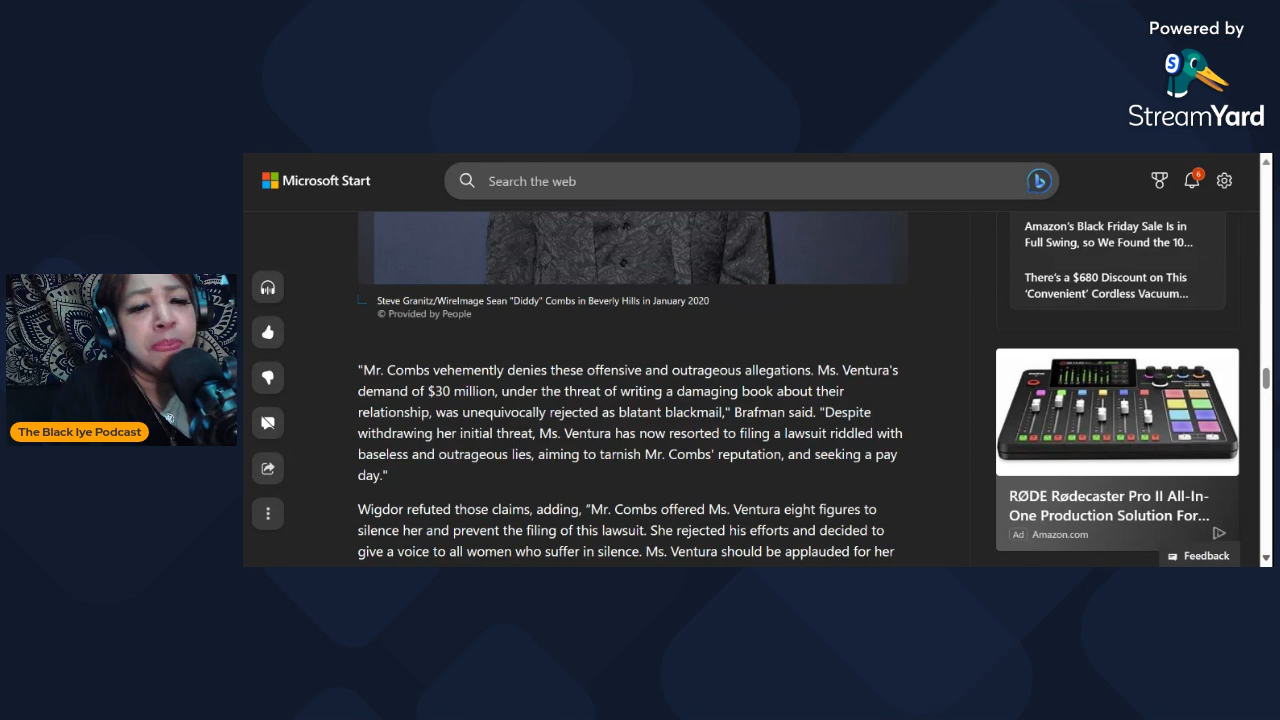 Powered by
StreamYard
Microsoft Start
Search the web
6
Amazon's Black Friday Sale Is in
Full Swing, so We Found the 10...
There's a $680 Discount on This
'Convenient' Cordless Vacuum...
Steve Granitz/WireImage Sean "Diddy" Combs in Beverly Hills in January 2020
© Provided by People
"Mr. Combs vehemently denies these offensive and outrageous allegations. Ms. Ventura's
demand of $30 million, under the threat of writing a damaging book about their
relationship, was unequivocally rejected as blatant blackmail," Brafman said. "Despite
withdrawing her initial threat, Ms. Ventura has now resorted to filing a lawsuit riddled with
baseless and outrageous lies, aiming to tarnish Mr. Combs' reputation, and seeking a pay
day."
Wigdor refuted those claims, adding, "Mr. Combs offered Ms. Ventura eight figures to
silence her and prevent the filing of this lawsuit. She rejected his efforts and decided to
give a voice to all women who suffer in silence. Ms. Ventura should be applauded for her
RØDE Rødecaster Pro II All-In-
One Production Solution For...
Ad Amazon.com
Feedback
The Black Iye Podcast